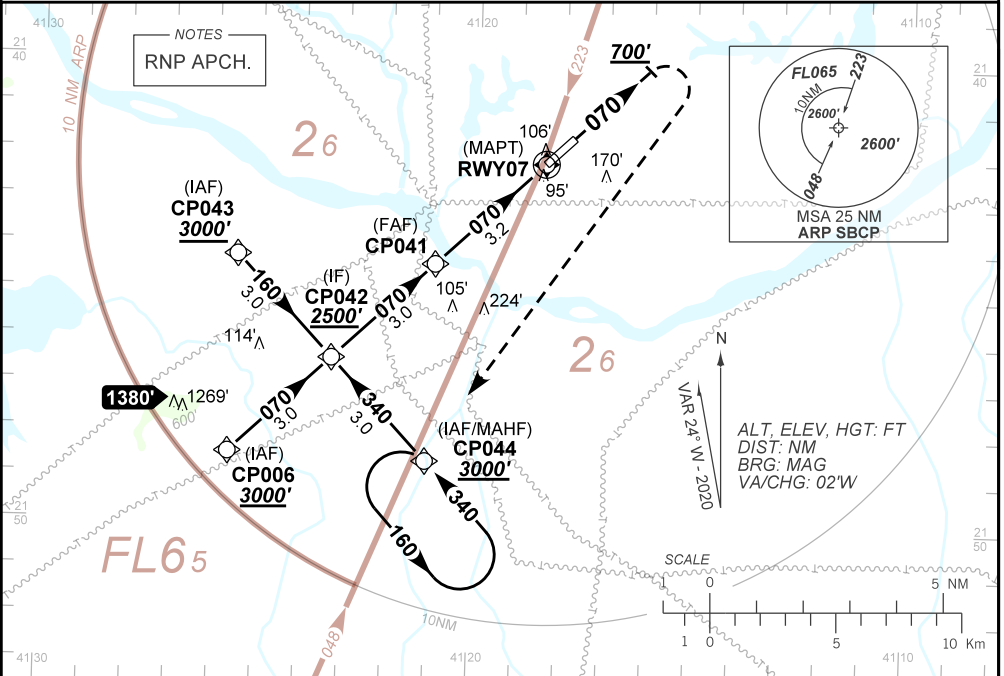 41 30
41 20
41 10
21 40
21 40
NOTES
RNP APCH.
10 NM ARP
223
700'
070
FL065
223
10NM
2600'
2600'
048
MSA 25 NM
ARP SBCP
26
106'
(MAPT)
RWY07
95'
170'
(IAF)
CP043
3000'
(FAF)
CP041
070
3.2
160
3.0
(IF)
CP042
2500'
070
3.0
105'
224'
114'
26
1380'
1269'
600'
070
3.0
340
3.0
(IAF)
CP006
3000'
(IAF/MAHF)
CP044
3000'
340
160
N
VAR 24° W - 2020
ALT, ELEV, HGT: FT
DIST: NM
BRG: MAG
VA/CHG: 02'W
21 50
21 50
FL65
10NM
048
SCALE
1 0 5 NM
1 0 5 10 Km
41 30
41 20
41 10